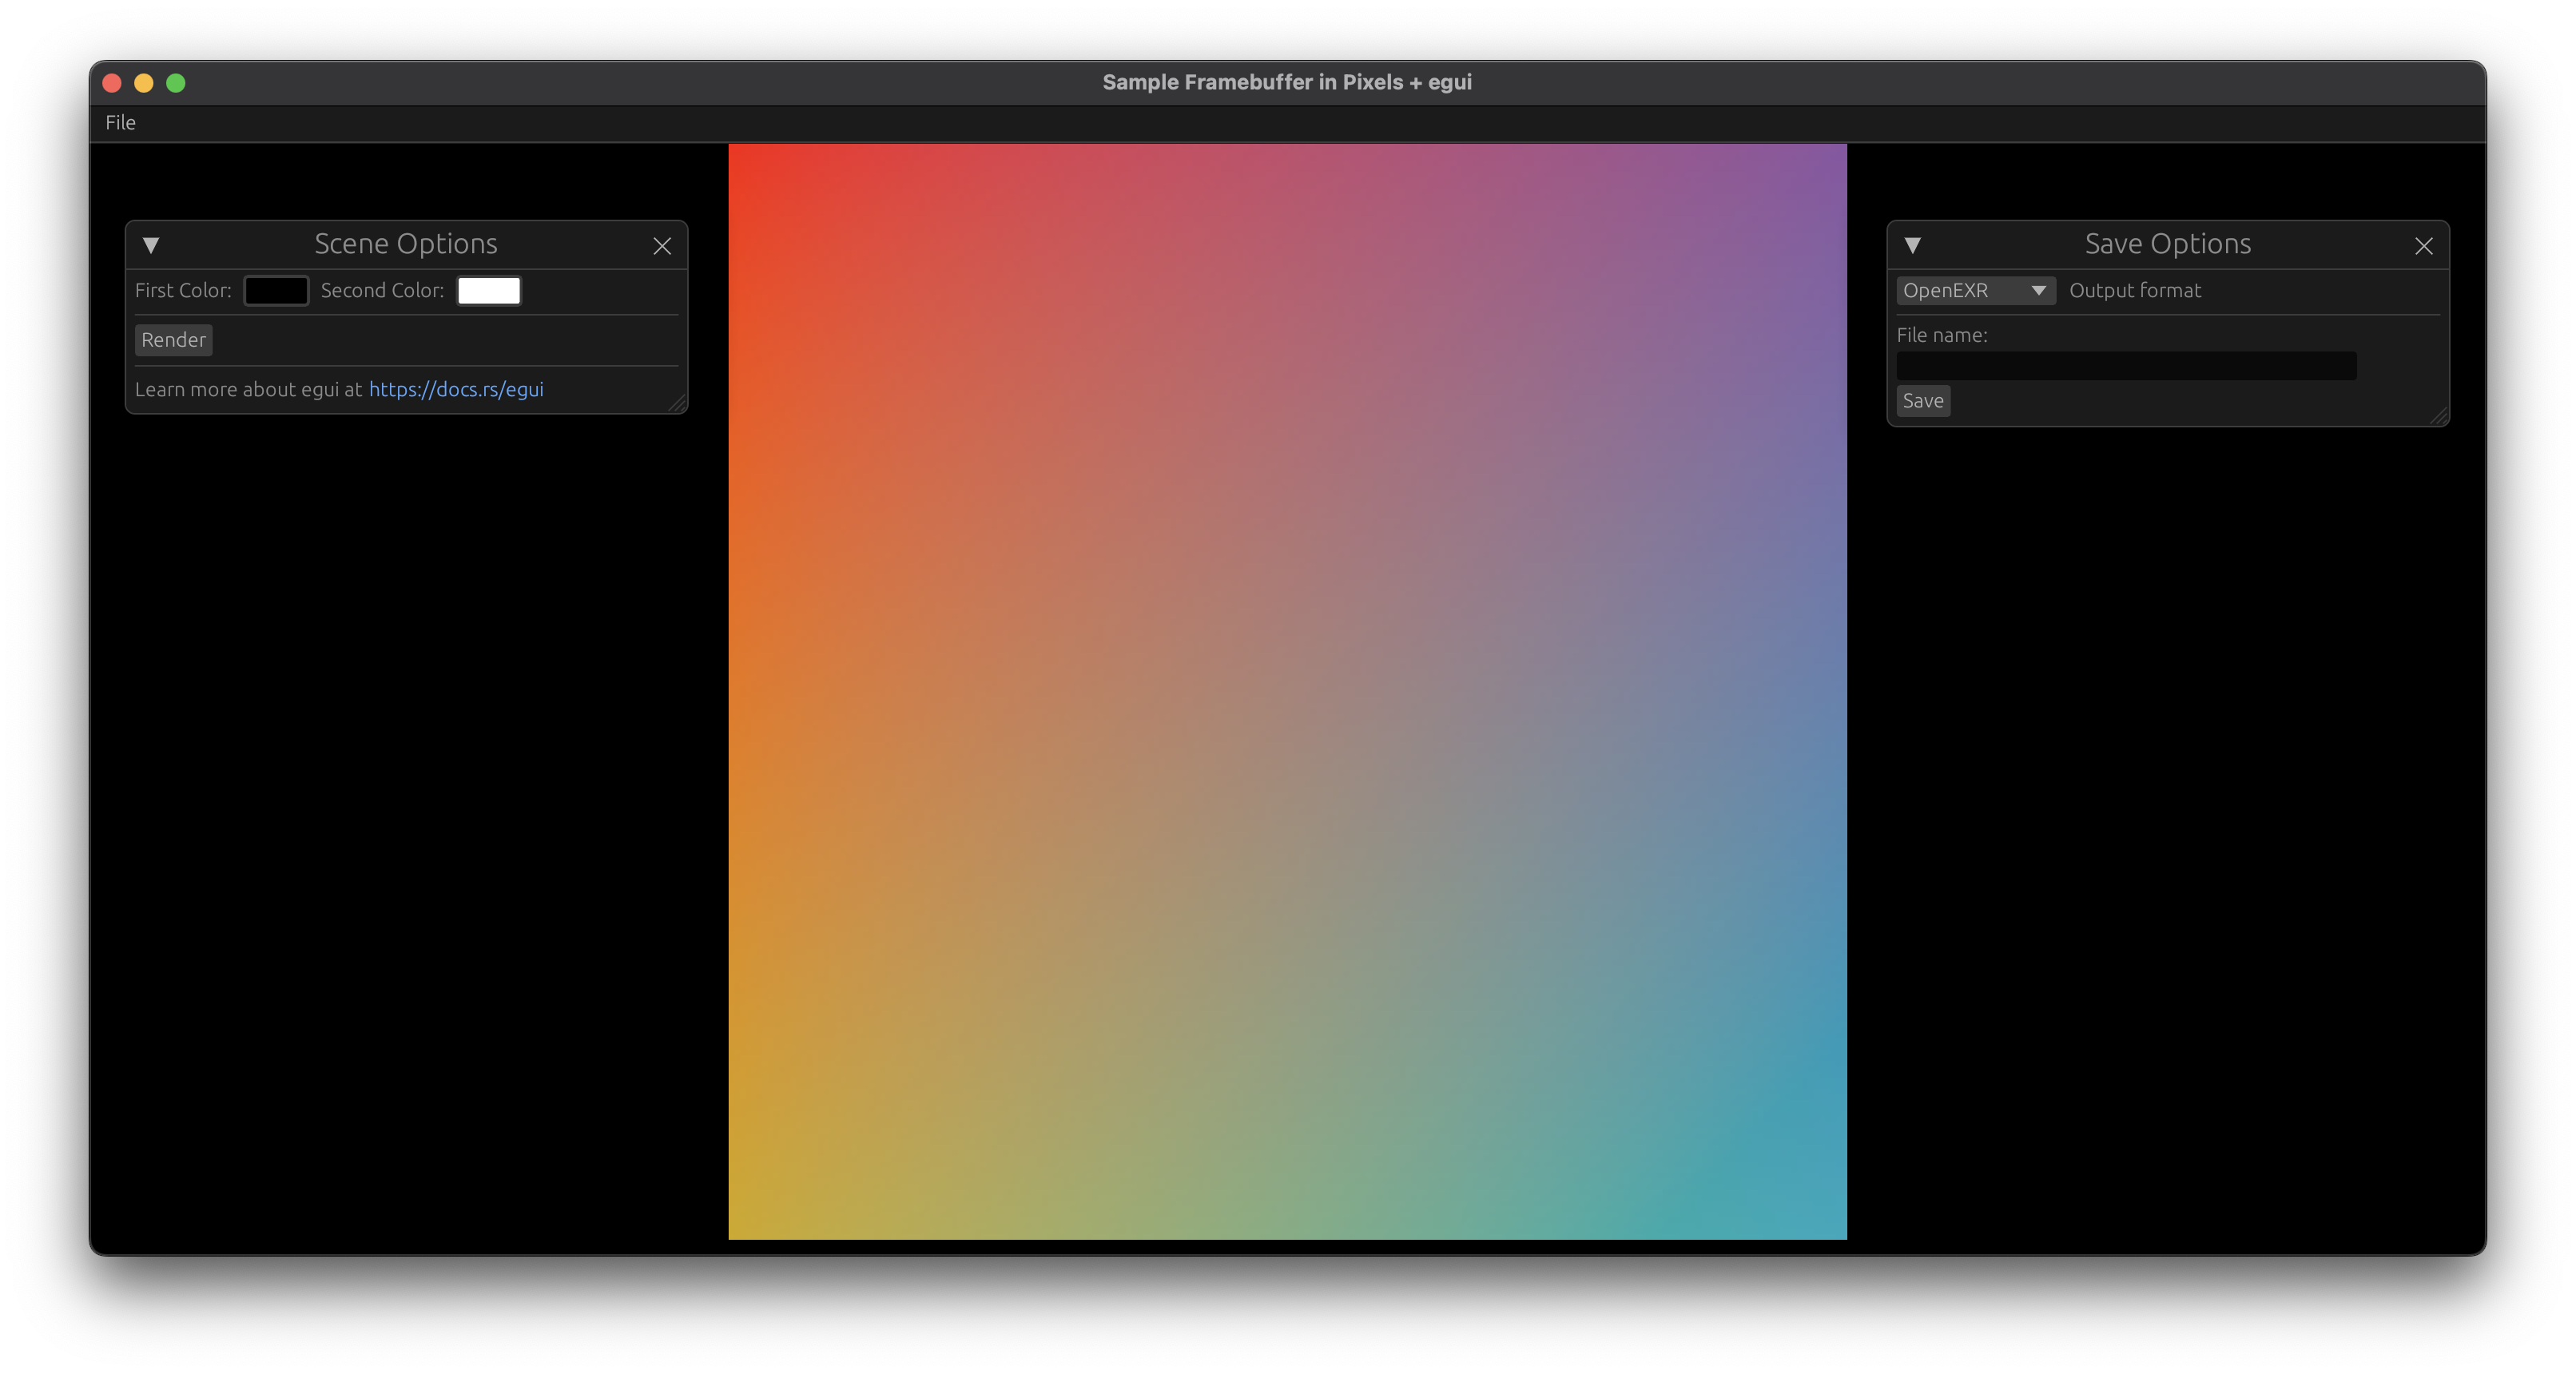 Sample Framebuffer in Pixels + egui
File
Scene Options
First Color: Second Color:
Render
Learn more about egui at https://docs.rs/egui
Save Options
OpenEXR Output format
File name:
Save